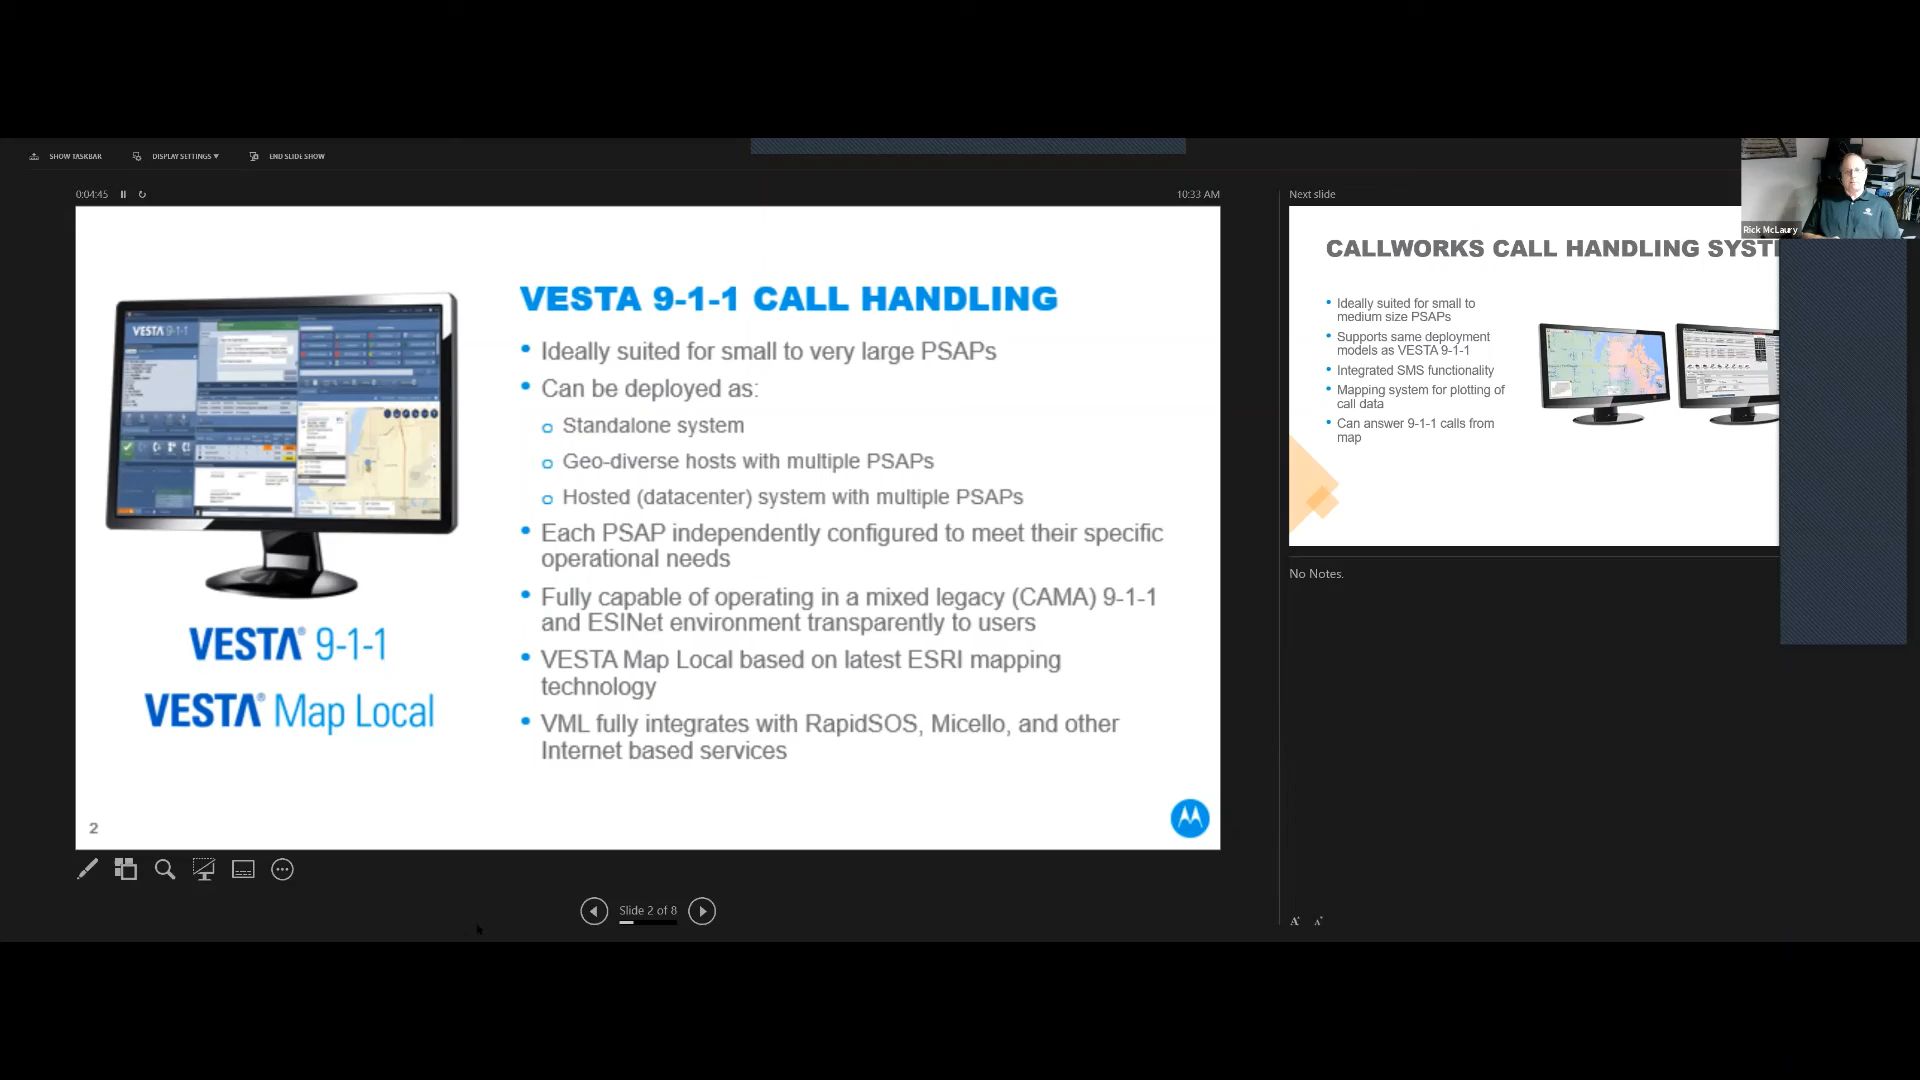 SHOW TASKBAR
DISPLAY SETTINGS ▾
END SLIDE SHOW
0:04:45
10:33 AM
VESTA 9-1-1
VESTA 9-1-1 CALL HANDLING
• Ideally suited for small to very large PSAPs
• Can be deployed as:
o Standalone system
o Geo-diverse hosts with multiple PSAPs
o Hosted (datacenter) system with multiple PSAPs
• Each PSAP independently configured to meet their specific
operational needs
• Fully capable of operating in a mixed legacy (CAMA) 9-1-1
and ESINet environment transparently to users
• VESTA Map Local based on latest ESRI mapping
technology
• VML fully integrates with RapidSOS, Micello, and other
Internet based services
VESTA® 9-1-1
VESTA® Map Local
2
Slide 2 of 8
Next slide
Rick McLaury
CALLWORKS CALL HANDLING SYST
• Ideally suited for small to
medium size PSAPs
• Supports same deployment
models as VESTA 9-1-1
• Integrated SMS functionality
• Mapping system for plotting of
call data
• Can answer 9-1-1 calls from
map
No Notes.
A A